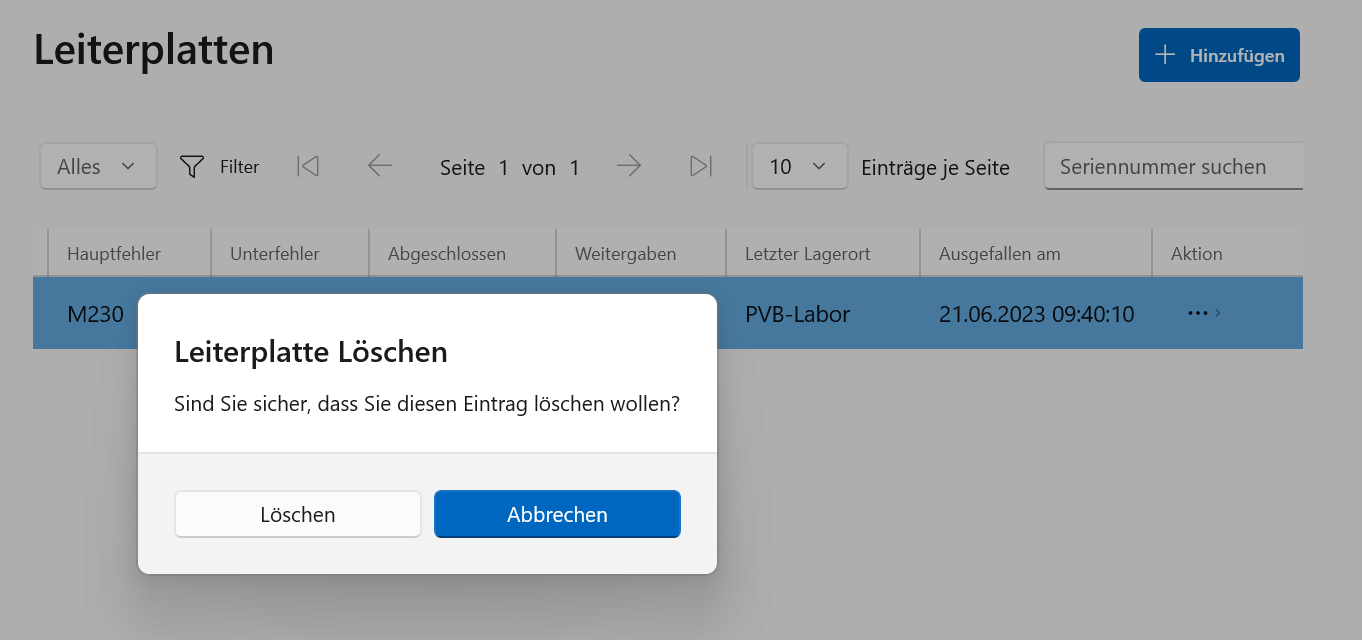 Leiterplatten
Hinzufügen
Alles Filter Seite 1 von 1 10 Einträge je Seite Seriennummer suchen
Hauptfehler Unterfehler Abgeschlossen Weitergaben Letzter Lagerort Ausgefallen am Aktion
M230 PVB-Labor 21.06.2023 09:40:10
Leiterplatte Löschen
Sind Sie sicher, dass Sie diesen Eintrag löschen wollen?
Löschen Abbrechen